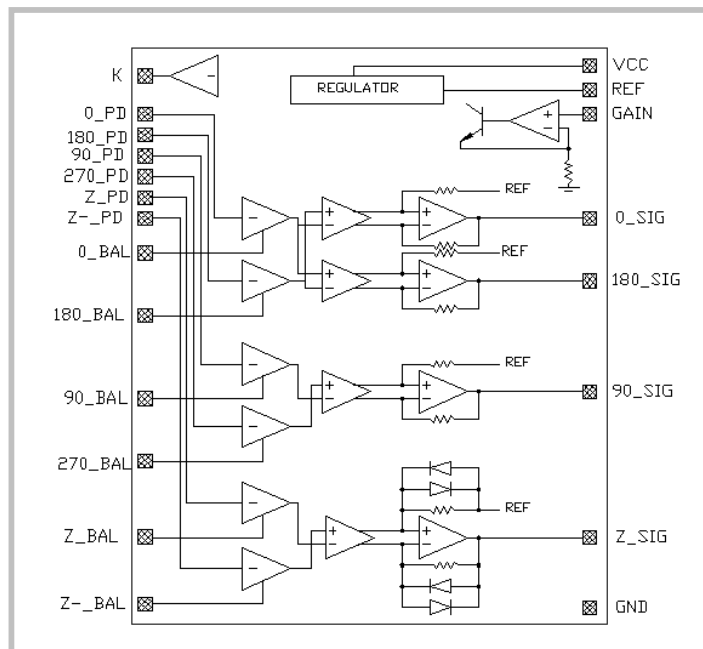 K
0_PD
180_PD
90_PD
270_PD
Z_PD
Z-_PD
0_BAL
180_BAL
90_BAL
270_BAL
Z_BAL
Z-_BAL
REGULATOR
VCC
REF
GAIN
REF
0_SIG
REF
180_SIG
REF
90_SIG
REF
Z_SIG
GND